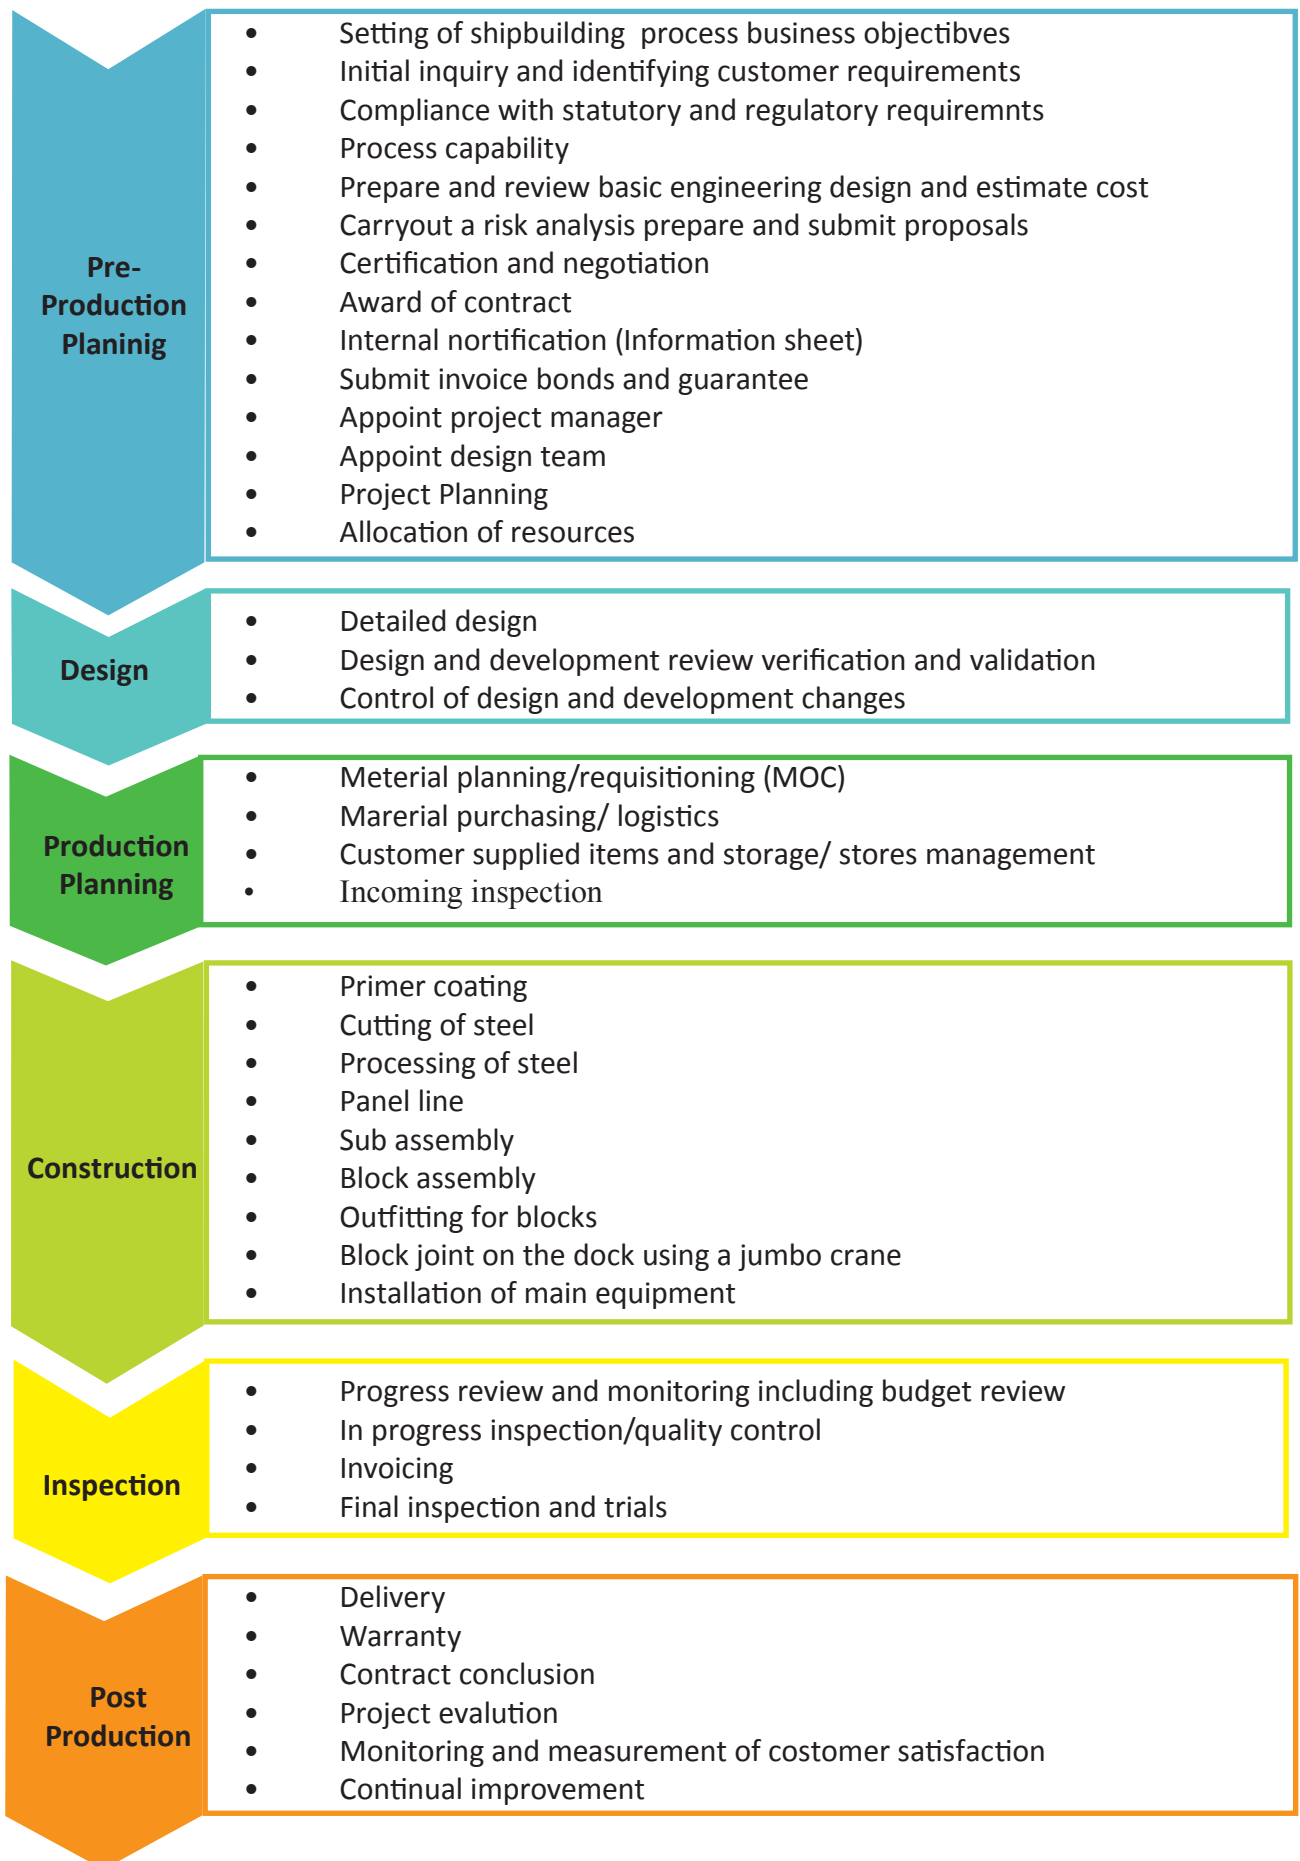 Pre-
Production
Planinig
• Setting of shipbuilding process business objectibves
• Initial inquiry and identifying customer requirements
• Compliance with statutory and regulatory requiremnts
• Process capability
• Prepare and review basic engineering design and estimate cost
• Carryout a risk analysis prepare and submit proposals
• Certification and negotiation
• Award of contract
• Internal nortification (Information sheet)
• Submit invoice bonds and guarantee
• Appoint project manager
• Appoint design team
• Project Planning
• Allocation of resources
Design
• Detailed design
• Design and development review verification and validation
• Control of design and development changes
Production
Planning
• Meterial planning/requisitioning (MOC)
• Marerial purchasing/ logistics
• Customer supplied items and storage/ stores management
• Incoming inspection
Construction
• Primer coating
• Cutting of steel
• Processing of steel
• Panel line
• Sub assembly
• Block assembly
• Outfitting for blocks
• Block joint on the dock using a jumbo crane
• Installation of main equipment
Inspection
• Progress review and monitoring including budget review
• In progress inspection/quality control
• Invoicing
• Final inspection and trials
Post
Production
• Delivery
• Warranty
• Contract conclusion
• Project evalution
• Monitoring and measurement of costomer satisfaction
• Continual improvement